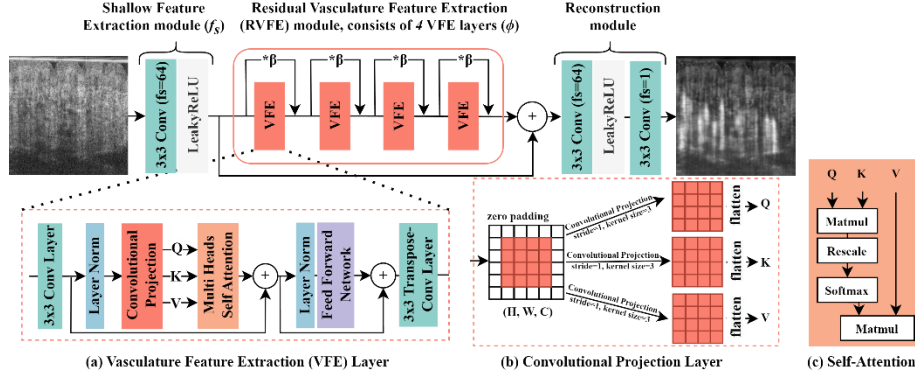 Shallow Feature
Extraction module (fs)
Residual Vasculature Feature Extraction
(RVFE) module, consists of 4 VFE layers (ϕ)
Reconstruction
module
3x3 Conv (fs=64)
LeakyReLU
*β
*β
*β
*β
VFE
VFE
VFE
VFE
+
3x3 Conv (fs=64)
LeakyReLU
3x3 Conv (fs=1)
3x3 Conv Layer
Layer Norm
Convolutional
Projection
Q
K
V
Multi Heads
Self Attention
+
Layer Norm
Feed Forward
Network
+
3x3 Transpose-
Conv Layer
(a) Vasculature Feature Extraction (VFE) Layer
zero padding
(H, W, C)
Convolutional Projection
stride=1, kernel size=3
Convolutional Projection
stride=1, kernel size=3
Convolutional Projection
stride=1, kernel size=3
flatten
Q
flatten
K
flatten
V
(b) Convolutional Projection Layer
Q K V
Matmul
Rescale
Softmax
Matmul
(c) Self-Attention